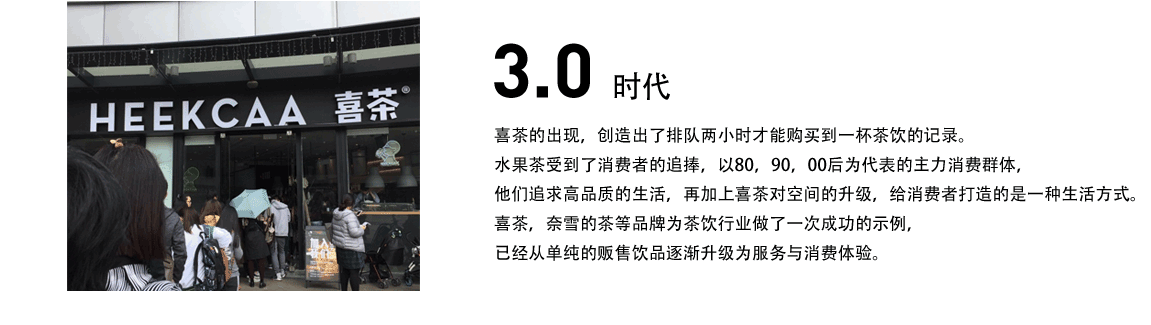 HEEKCAA 喜茶®
3.0 时代
喜茶的出现，创造出了排队两小时才能购买到一杯茶饮的记录。
水果茶受到了消费者的追捧，以80，90，00后为代表的主力消费群体，
他们追求高品质的生活，再加上喜茶对空间的升级，给消费者打造的是一种生活方式。
喜茶，奈雪的茶等品牌为茶饮行业做了一次成功的示例，
已经从单纯的贩售饮品逐渐升级为服务与消费体验。